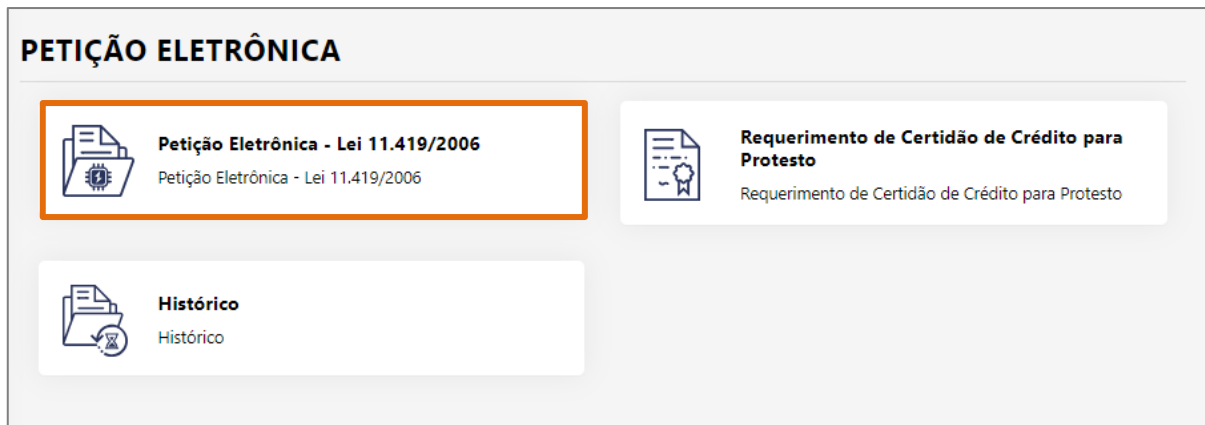 PETIÇÃO ELETRÔNICA
Petição Eletrônica - Lei 11.419/2006
Petição Eletrônica - Lei 11.419/2006
Requerimento de Certidão de Crédito para
Protesto
Requerimento de Certidão de Crédito para Protesto
Histórico
Histórico